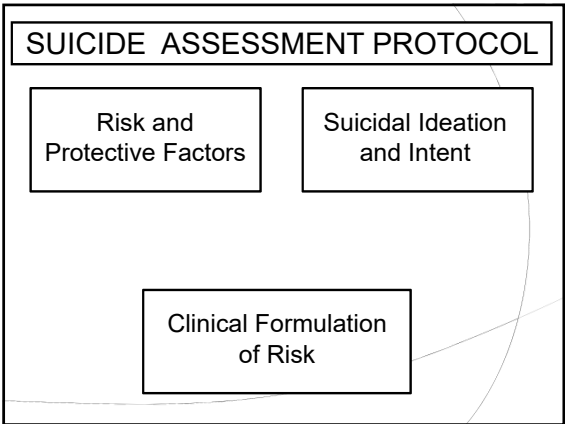 SUICIDE ASSESSMENT PROTOCOL
Risk and
Protective Factors
Suicidal Ideation
and Intent
Clinical Formulation
of Risk